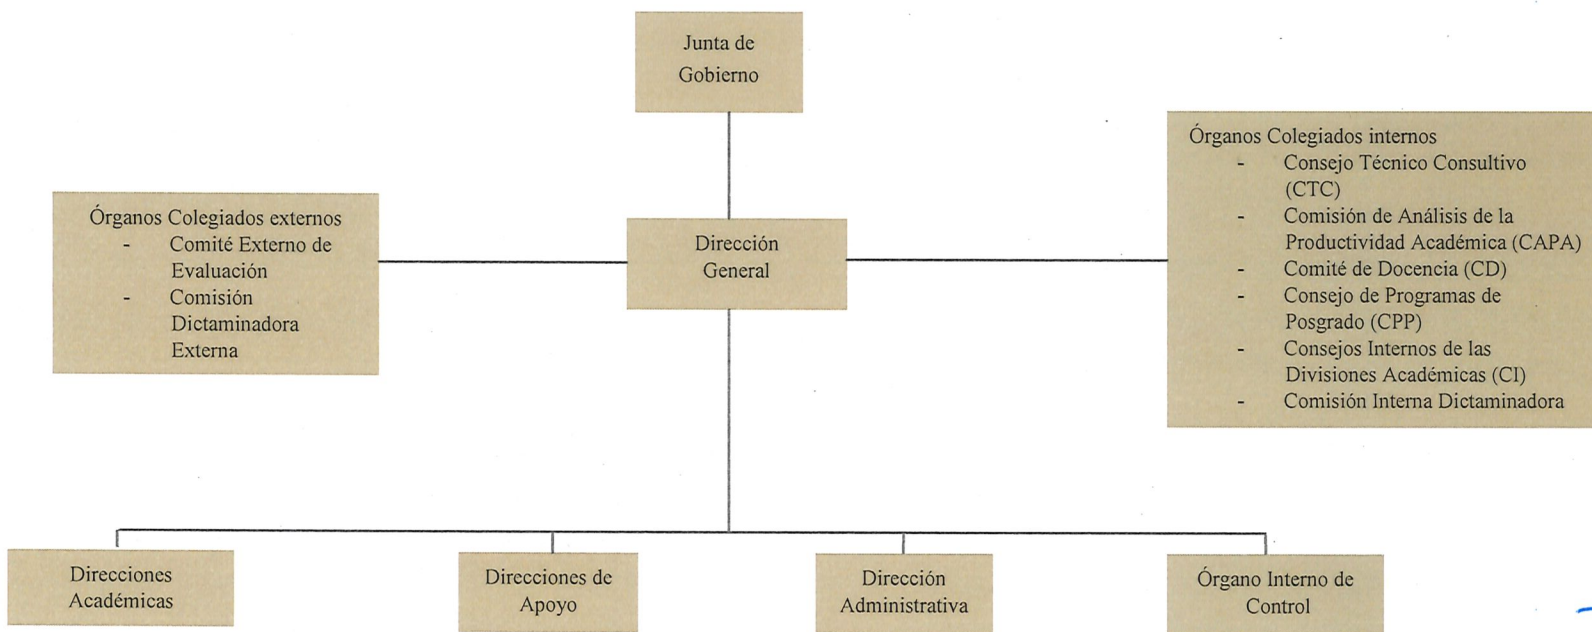 Junta de
Gobierno
Órganos Colegiados externos
- Comité Externo de
Evaluación
- Comisión
Dictaminadora
Externa
Dirección
General
Órganos Colegiados internos
- Consejo Técnico Consultivo
(CTC)
- Comisión de Análisis de la
Productividad Académica (CAPA)
- Comité de Docencia (CD)
- Consejo de Programas de
Posgrado (CPP)
- Consejos Internos de las
Divisiones Académicas (CI)
- Comisión Interna Dictaminadora
Direcciones
Académicas
Direcciones de
Apoyo
Dirección
Administrativa
Órgano Interno de
Control